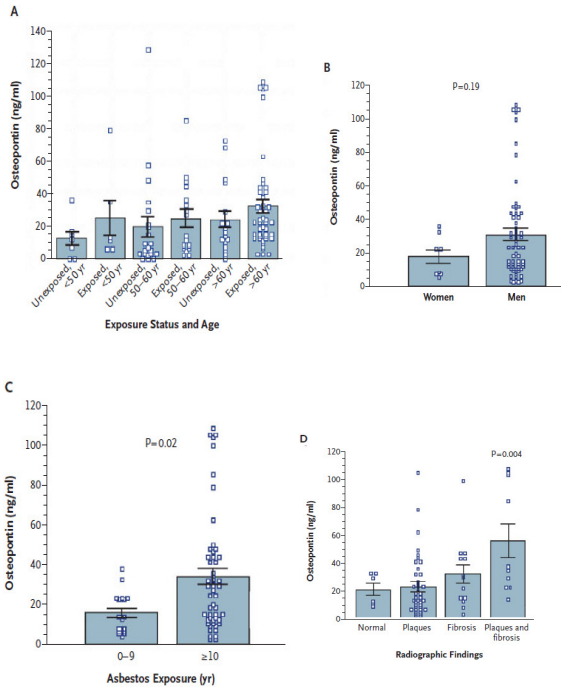 A
Osteopontin (ng/ml)
140
120
100
80
60
40
20
0
Unexposed, <50 yr
Exposed, <50 yr
Unexposed, 50–60 yr
Exposed, 50–60 yr
Unexposed, >60 yr
Exposed, >60 yr
Exposure Status and Age
B
P=0.19
Osteopontin (ng/ml)
120
100
80
60
40
20
0
Women Men
C
P=0.02
Osteopontin (ng/ml)
120
100
80
60
40
20
0
0–9 ≥10
Asbestos Exposure (yr)
D
P=0.004
Osteopontin (ng/ml)
120
100
80
60
40
20
0
Normal Plaques Fibrosis Plaques and
fibrosis
Radiographic Findings